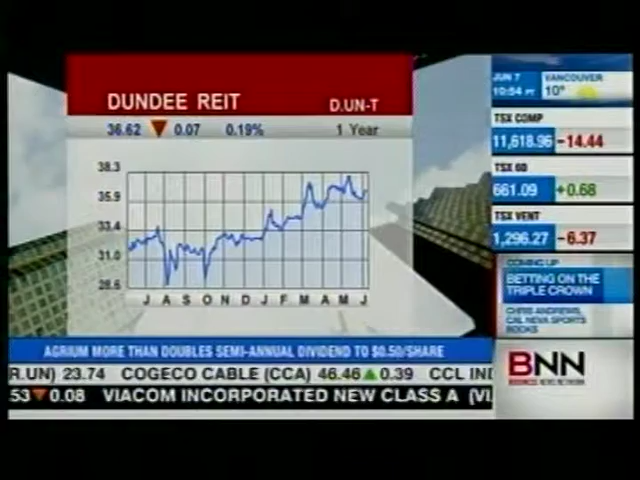 DUNDEE REIT
D.UN-T
36.62 ▼ 0.07 0.19%
1 Year
38.3
35.9
33.4
31.0
28.6
J A S O N D J F M A M J
JUN 7
10:54 PT
VANCOUVER
10°
TSX COMP
11,618.96 -14.44
TSX 60
661.09 +0.68
TSX VENT
1,296.27 -6.37
COMING UP
BETTING ON THE
TRIPLE CROWN
CHRIS ANDREWS,
CAL NEVA SPORTS
BOOKS
AGRIUM MORE THAN DOUBLES SEMI-ANNUAL DIVIDEND TO $0.50/SHARE
R.UN) 23.74 COGECO CABLE (CCA) 46.46 ▲ 0.39 CCL IND
53 ▼ 0.08 VIACOM INCORPORATED NEW CLASS A (VI
BNN
BUSINESS NEWS NETWORK